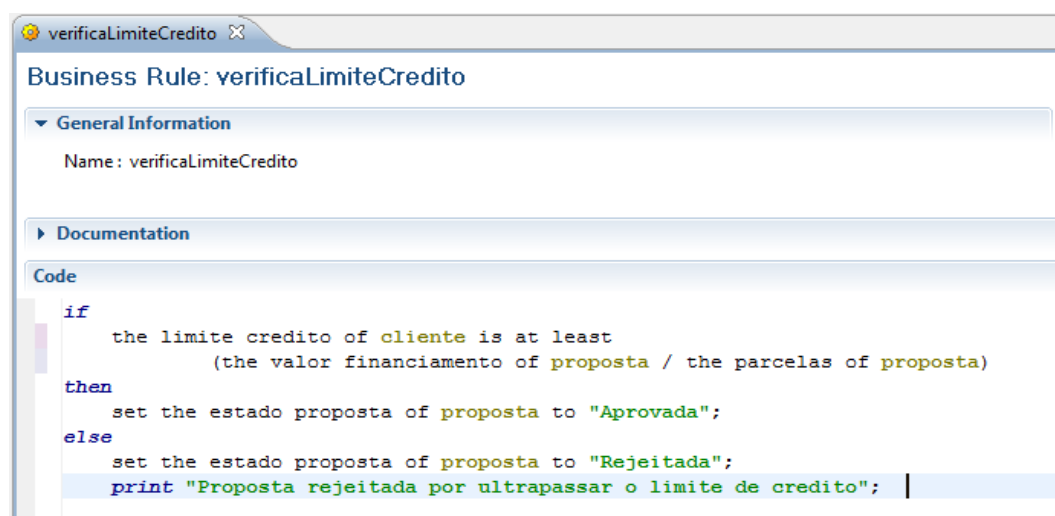 verificaLimiteCredito
Business Rule: verificaLimiteCredito
General Information
Name : verificaLimiteCredito
Documentation
Code
if
the limite credito of cliente is at least
(the valor financiamento of proposta / the parcelas of proposta)
then
set the estado proposta of proposta to "Aprovada";
else
set the estado proposta of proposta to "Rejeitada";
print "Proposta rejeitada por ultrapassar o limite de credito";